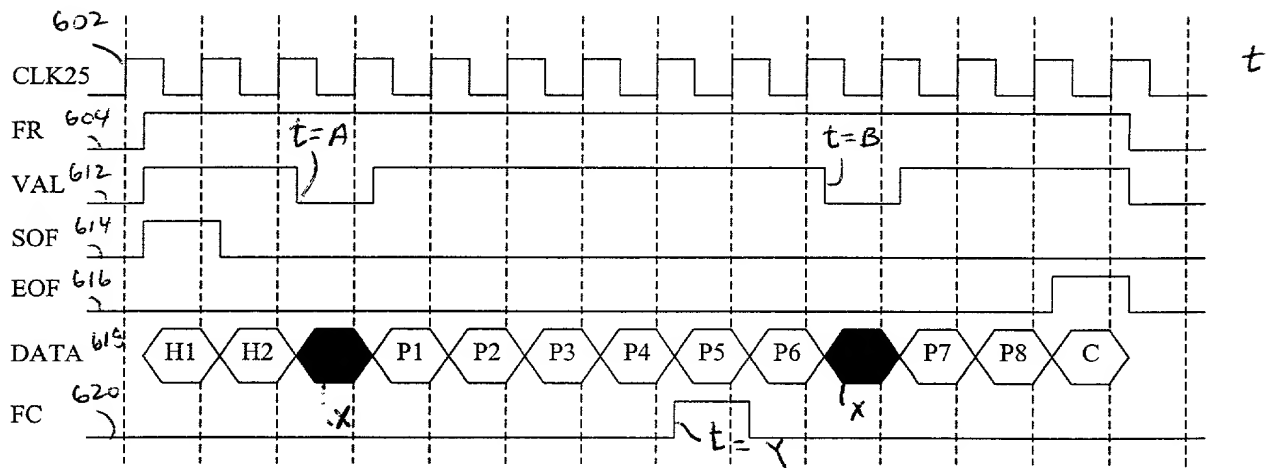 602
CLK25
t
FR 604
t=A
t=B
VAL 612
SOF 614
EOF 616
DATA 618 H1 H2 P1 P2 P3 P4 P5 P6 P7 P8 C
X
X
620
FC
t = Y